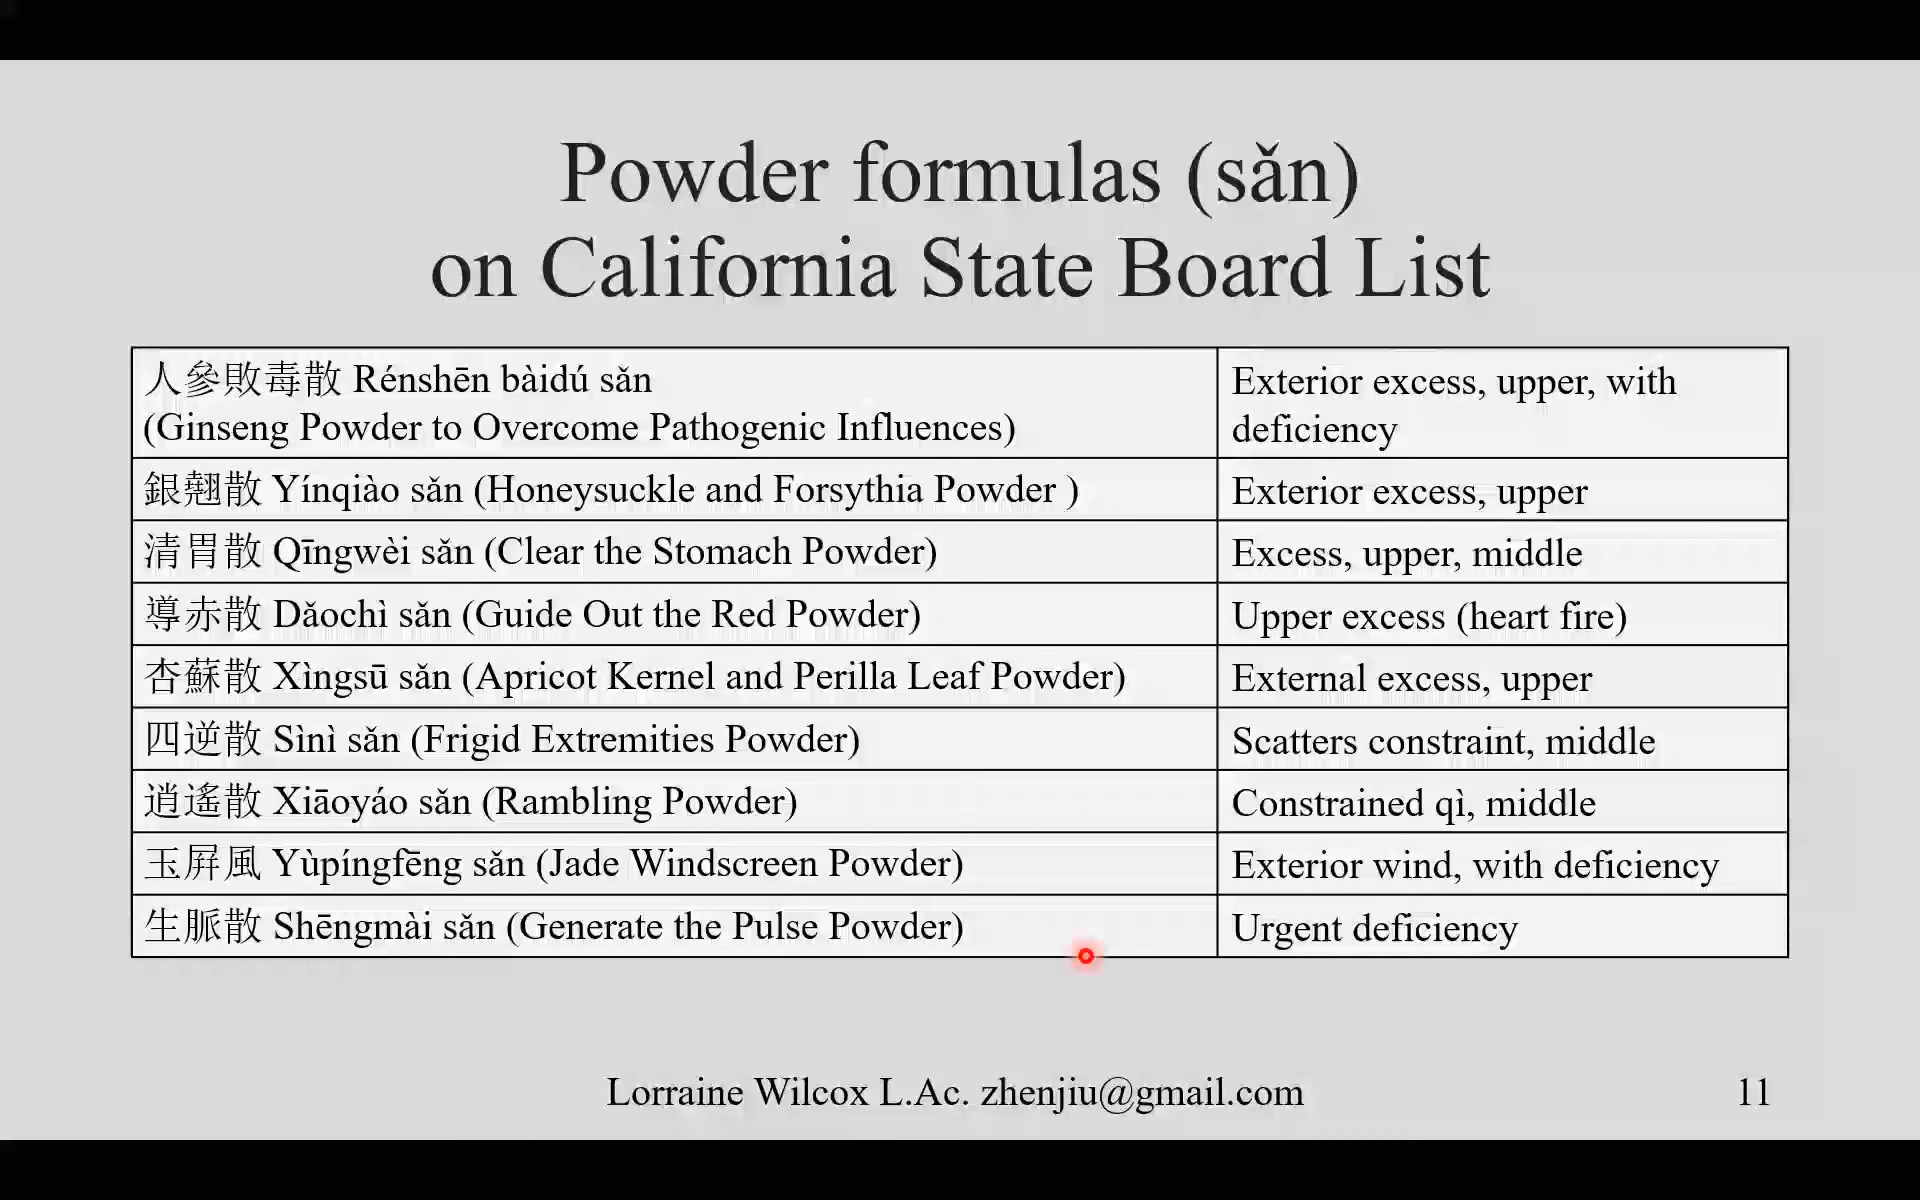 Powder formulas (sǎn)
on California State Board List
人參敗毒散 Rénshēn bàidú sǎn
(Ginseng Powder to Overcome Pathogenic Influences)
Exterior excess, upper, with
deficiency
銀翹散 Yínqiào sǎn (Honeysuckle and Forsythia Powder )
Exterior excess, upper
清胃散 Qīngwèi sǎn (Clear the Stomach Powder)
Excess, upper, middle
導赤散 Dǎochì sǎn (Guide Out the Red Powder)
Upper excess (heart fire)
杏蘇散 Xìngsū sǎn (Apricot Kernel and Perilla Leaf Powder)
External excess, upper
四逆散 Sìnì sǎn (Frigid Extremities Powder)
Scatters constraint, middle
逍遙散 Xiāoyáo sǎn (Rambling Powder)
Constrained qì, middle
玉屏風 Yùpíngfēng sǎn (Jade Windscreen Powder)
Exterior wind, with deficiency
生脈散 Shēngmài sǎn (Generate the Pulse Powder)
Urgent deficiency
Lorraine Wilcox L.Ac. zhenjiu@gmail.com
11